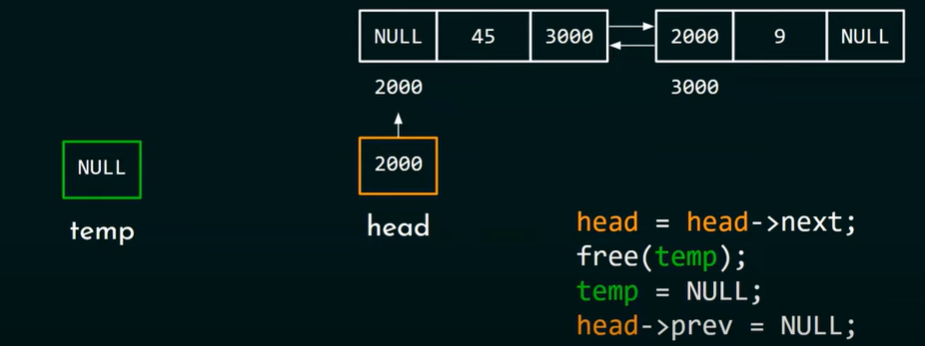 NULL 45 3000 2000 9 NULL
2000 3000
NULL 2000
temp head
head = head->next;
free(temp);
temp = NULL;
head->prev = NULL;